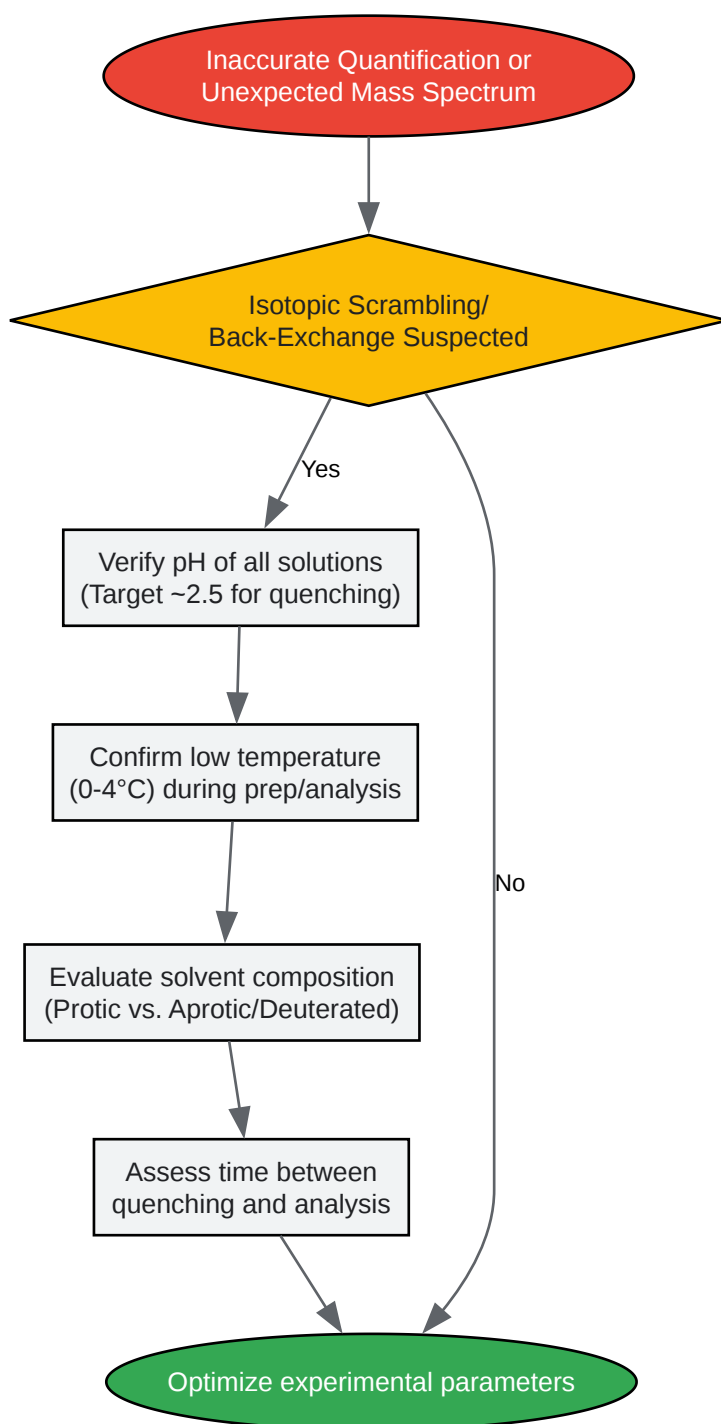 Inaccurate Quantification or
Unexpected Mass Spectrum
Isotopic Scrambling/
Back-Exchange Suspected
Yes
Verify pH of all solutions
(Target ~2.5 for quenching)
Confirm low temperature
(0-4°C) during prep/analysis
No
Evaluate solvent composition
(Protic vs. Aprotic/Deuterated)
Assess time between
quenching and analysis
Optimize experimental parameters